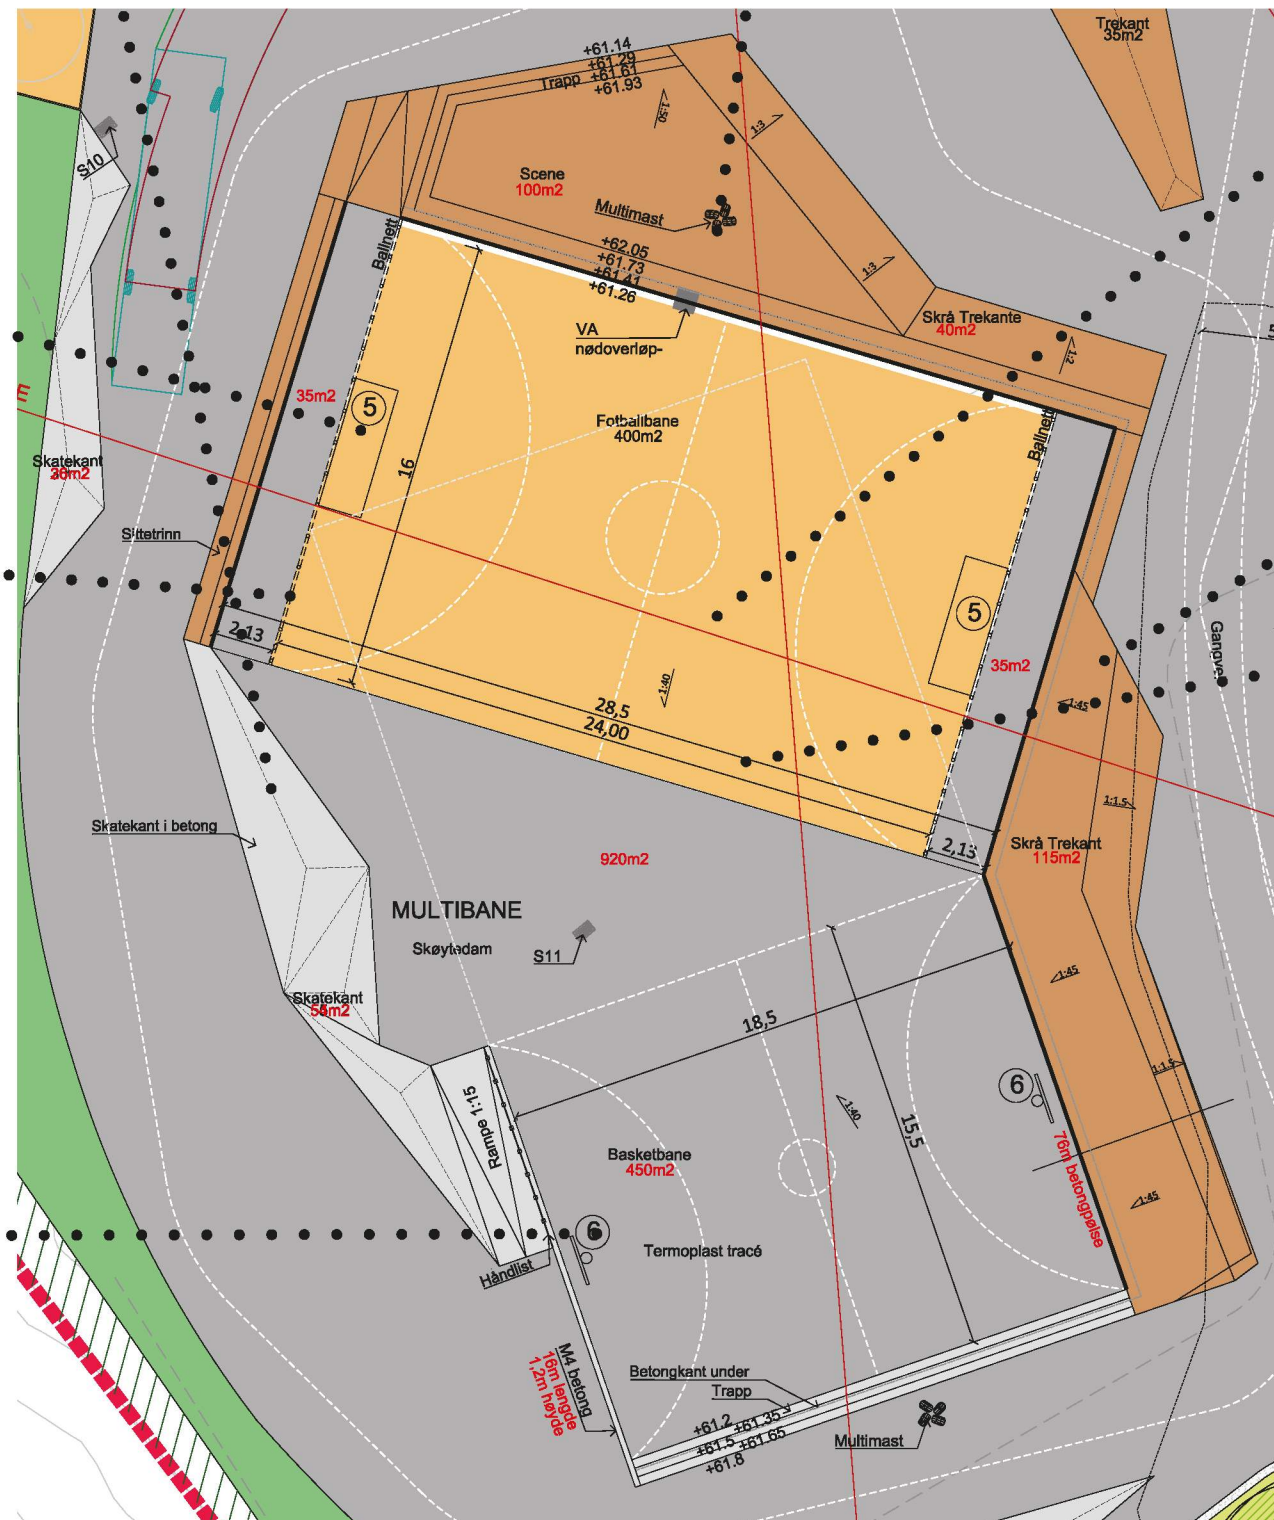 Trekant
35m2
+61.14
+61.29
+61.61
+61.93
Trapp
1:50
1:3
S10
Scene
100m2
Multimast
Ballnett
+62.05
+61.73
+61.41
+61.26
1:3
VA
nødoverløp-
Skrå Trekante
40m2
1:2
35m2
5
16
Fotballbane
400m2
Ballnett
Skatekant
Sittetrinn
5
Gangvei
2,13
35m2
1:40
28,5
24,00
1:45
1:1.5
Skatekant i betong
2,13
Skrå Trekant
115m2
920m2
MULTIBANE
Skøytedam
S11
1:45
Skatekant
18,5
1:1.5
Rampe 1:15
1:40
15,5
6
Basketbane
450m2
76m betongpølse
1:45
6
Termoplast tracé
Håndlist
M4 betong
16m lengde
1,2m høyde
Betongkant under
Trapp
+61.2 +61.35
+61.5 +61.65
+61.8
Multimast